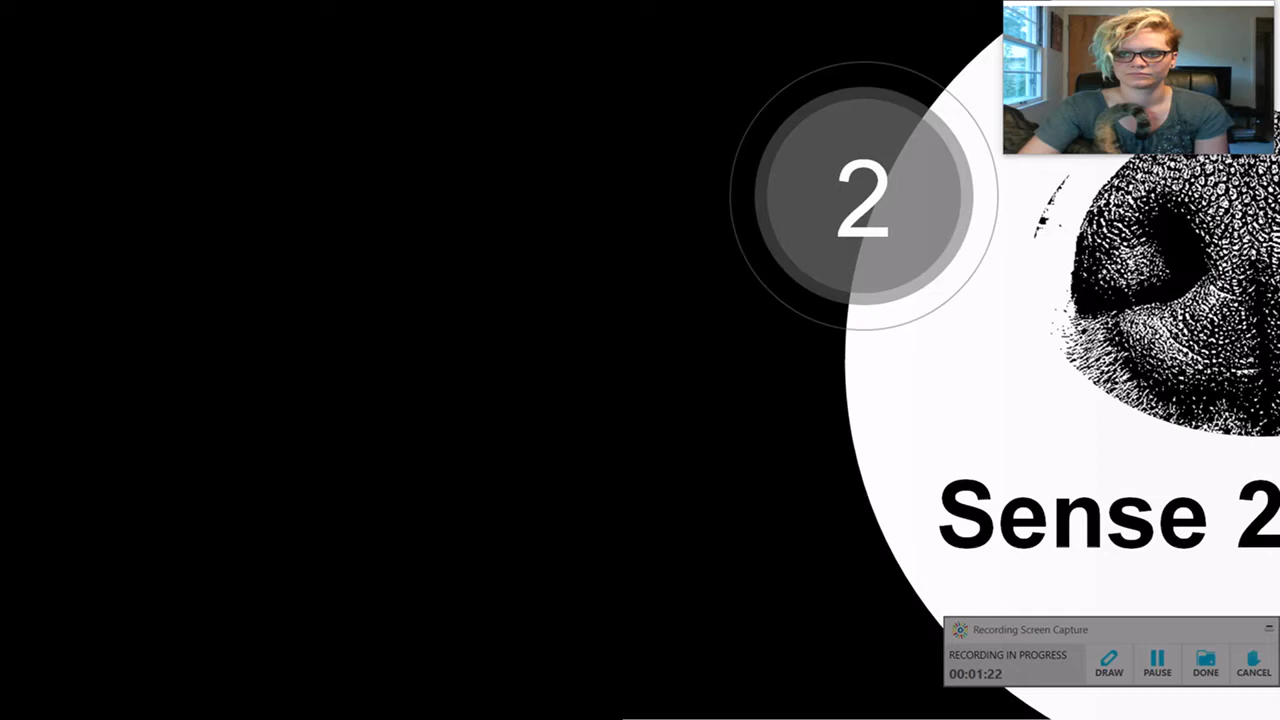 2
Sense 2
Recording Screen Capture
RECORDING IN PROGRESS
00:01:22
DRAW
PAUSE
DONE
CANCEL